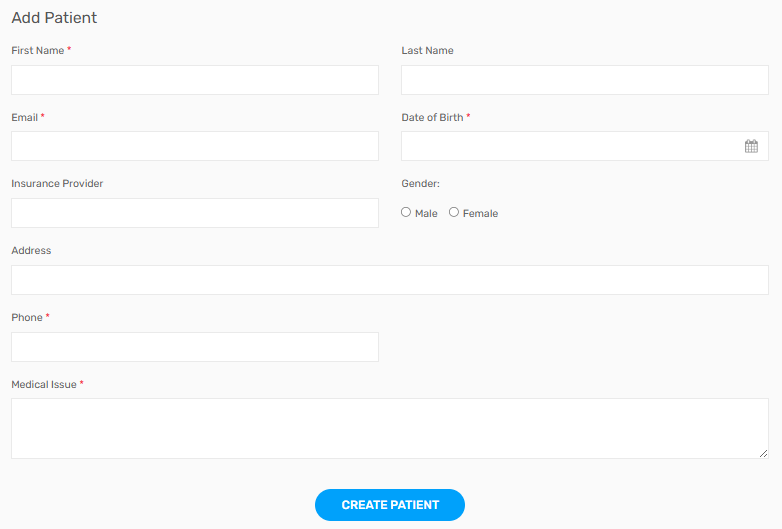 Add Patient
First Name *
Last Name
Email *
Date of Birth *
Insurance Provider
Gender:
Male
Female
Address
Phone *
Medical Issue *
CREATE PATIENT